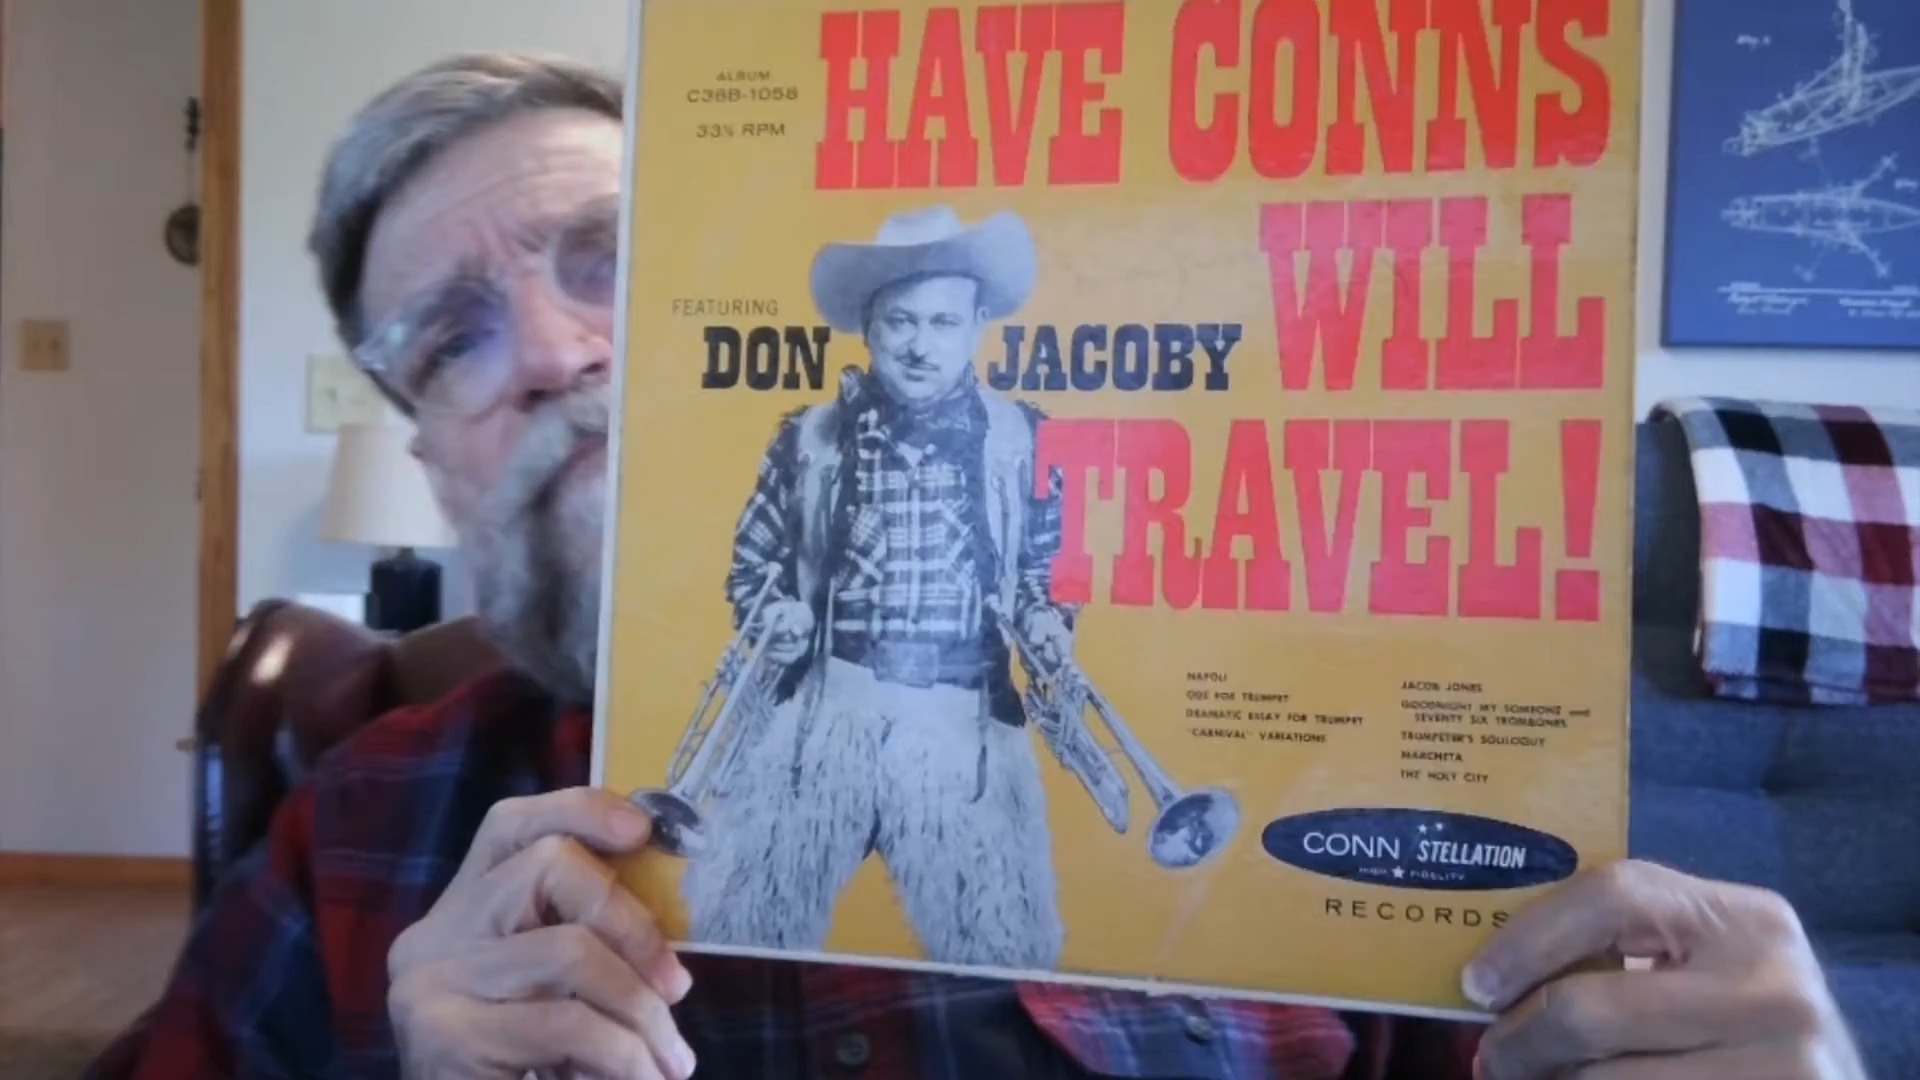 ALBUM
C36B-1058
33⅓ RPM
HAVE CONNS
WILL
TRAVEL!
FEATURING
DON JACOBY
NAPOLI
ODE FOR TRUMPET
DRAMATIC ESSAY FOR TRUMPET
"CARNIVAL" VARIATIONS
JACOB JONES
GOODNIGHT MY SOMEONE and
SEVENTY SIX TROMBONES
TRUMPETER'S SOLILOQUY
MARCHETA
THE HOLY CITY
CONN STELLATION
HIGH FIDELITY
RECORDS